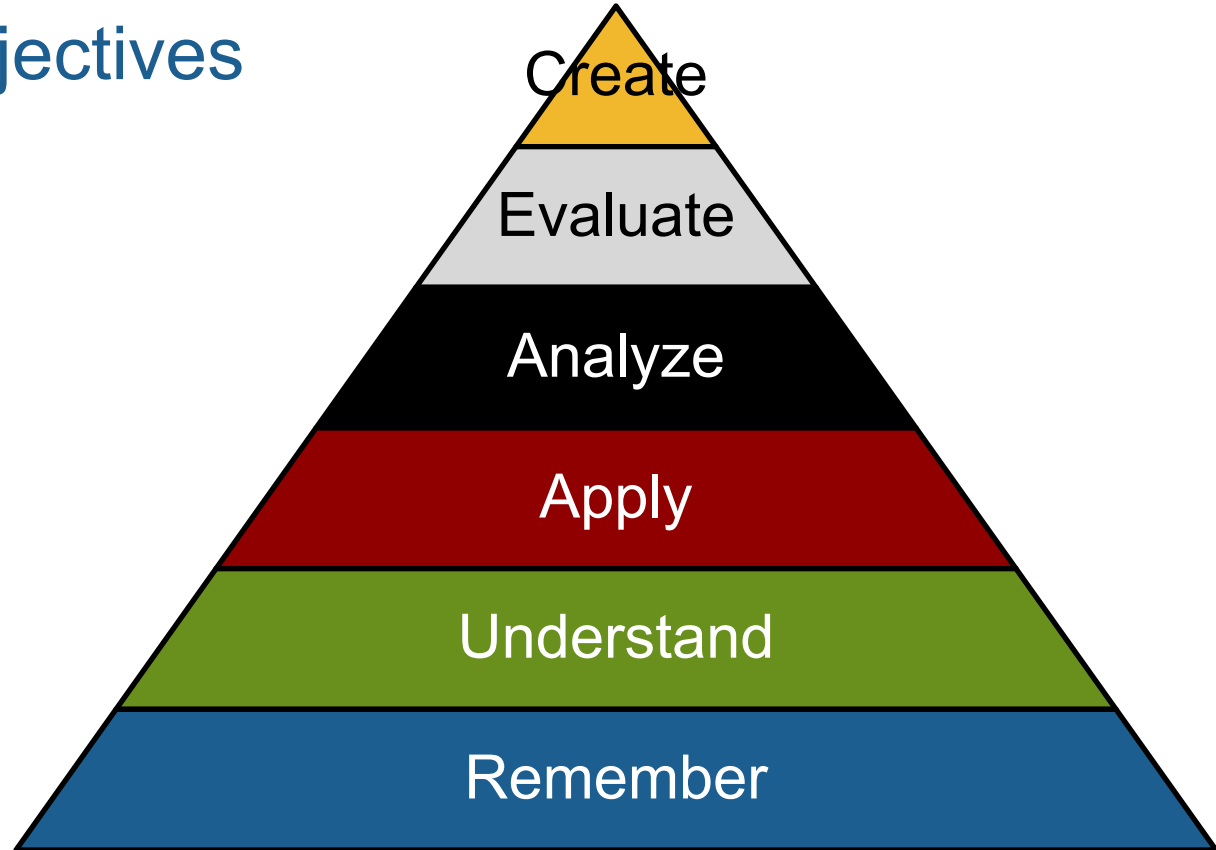 jectives
Create
Evaluate
Analyze
Apply
Understand
Remember